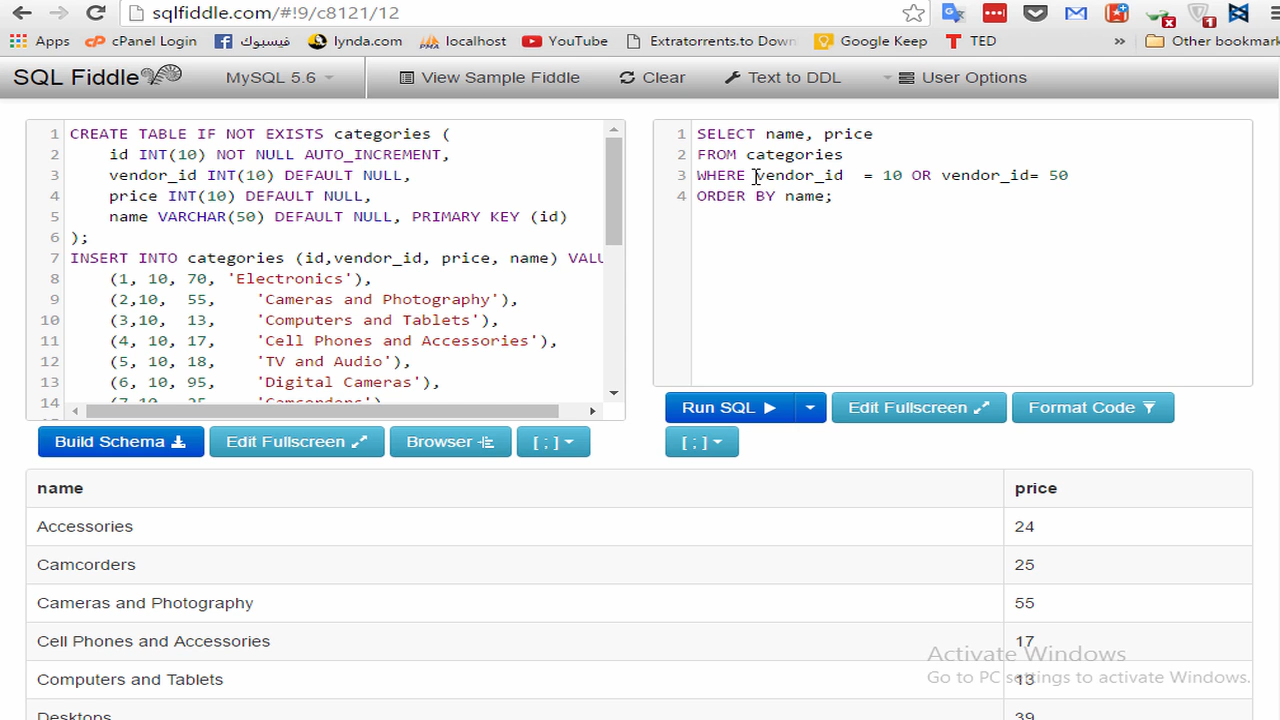 sqlfiddle.com/#!9/c8121/12
Apps cPanel Login فيسبوك lynda.com localhost YouTube Extratorrents.to Down Google Keep TED » Other bookmark
SQL Fiddle MySQL 5.6 View Sample Fiddle Clear Text to DDL User Options
1 CREATE TABLE IF NOT EXISTS categories (
2 id INT(10) NOT NULL AUTO_INCREMENT,
3 vendor_id INT(10) DEFAULT NULL,
4 price INT(10) DEFAULT NULL,
5 name VARCHAR(50) DEFAULT NULL, PRIMARY KEY (id)
6 );
7 INSERT INTO categories (id,vendor_id, price, name) VALU
8 (1, 10, 70, 'Electronics'),
9 (2,10, 55, 'Cameras and Photography'),
10 (3,10, 13, 'Computers and Tablets'),
11 (4, 10, 17, 'Cell Phones and Accessories'),
12 (5, 10, 18, 'TV and Audio'),
13 (6, 10, 95, 'Digital Cameras'),
14 (7,10, 25, 'Camcorders')
1 SELECT name, price
2 FROM categories
3 WHERE vendor_id = 10 OR vendor_id= 50
4 ORDER BY name;
Build Schema Edit Fullscreen Browser [ ; ]
Run SQL Edit Fullscreen Format Code
[ ; ]
name price
Accessories 24
Camcorders 25
Cameras and Photography 55
Cell Phones and Accessories 17
Computers and Tablets 13
Desktops 39
Activate Windows
Go to PC settings to activate Windows.